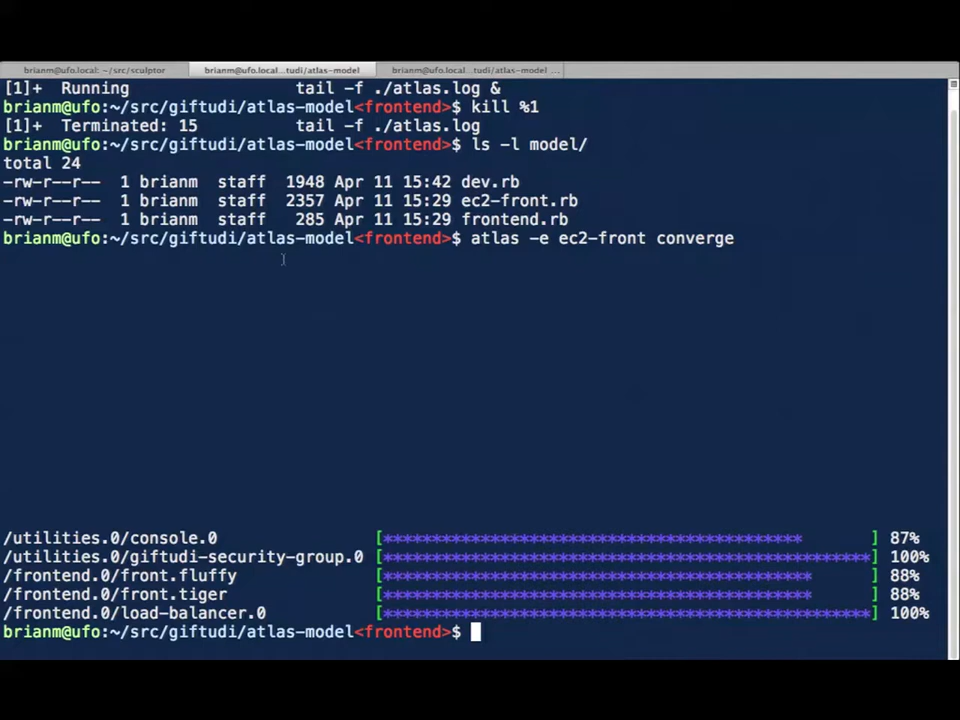 brianm@ufo.local: ~/src/sculptor brianm@ufo.local...tudi/atlas-model brianm@ufo.local...tudi/atlas-model ...
[1]+  Running                 tail -f ./atlas.log &
brianm@ufo:~/src/giftudi/atlas-model<frontend>$ kill %1
[1]+  Terminated: 15          tail -f ./atlas.log
brianm@ufo:~/src/giftudi/atlas-model<frontend>$ ls -l model/
total 24
-rw-r--r--  1 brianm  staff  1948 Apr 11 15:42 dev.rb
-rw-r--r--  1 brianm  staff  2357 Apr 11 15:29 ec2-front.rb
-rw-r--r--  1 brianm  staff   285 Apr 11 15:29 frontend.rb
brianm@ufo:~/src/giftudi/atlas-model<frontend>$ atlas -e ec2-front converge
/utilities.0/console.0 [*******************************************       ] 87%
/utilities.0/giftudi-security-group.0 [**************************************************] 100%
/frontend.0/front.fluffy [********************************************      ] 88%
/frontend.0/front.tiger [********************************************      ] 88%
/frontend.0/load-balancer.0 [**************************************************] 100%
brianm@ufo:~/src/giftudi/atlas-model<frontend>$